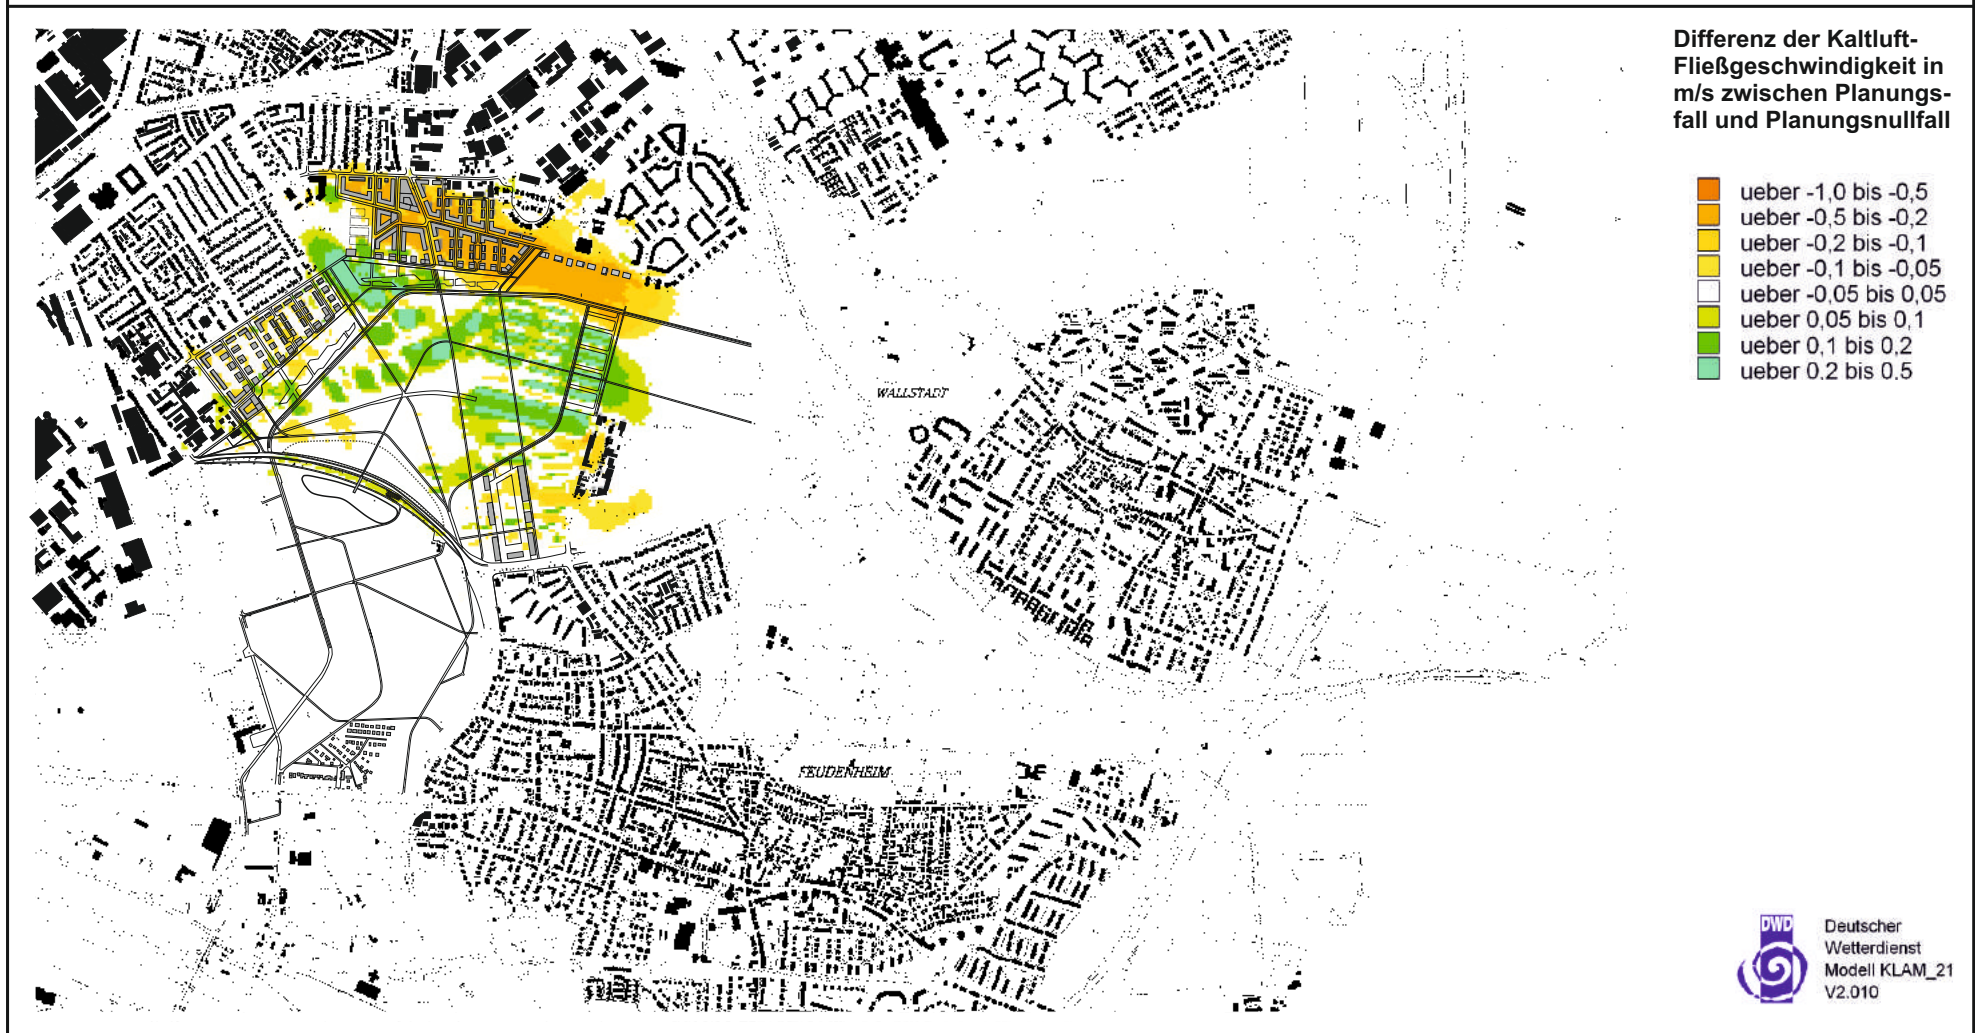 Differenz der Kaltluft-
Fließgeschwindigkeit in
m/s zwischen Planungs-
fall und Planungsnullfall
ueber -1,0 bis -0,5
ueber -0,5 bis -0,2
ueber -0,2 bis -0,1
ueber -0,1 bis -0,05
ueber -0,05 bis 0,05
ueber 0,05 bis 0,1
ueber 0,1 bis 0,2
ueber 0,2 bis 0,5
WALLSTADT
FEUDENHEIM
DWD
Deutscher
Wetterdienst
Modell KLAM_21
V2.010